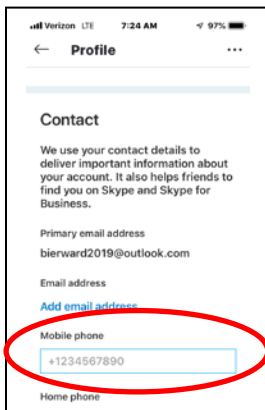 Verizon LTE 7:24 AM 97%
Profile
Contact
We use your contact details to
deliver important information about
your account. It also helps friends to
find you on Skype and Skype for
Business.
Primary email address
bierward2019@outlook.com
Email address
Add email address
Mobile phone
+1234567890
Home phone